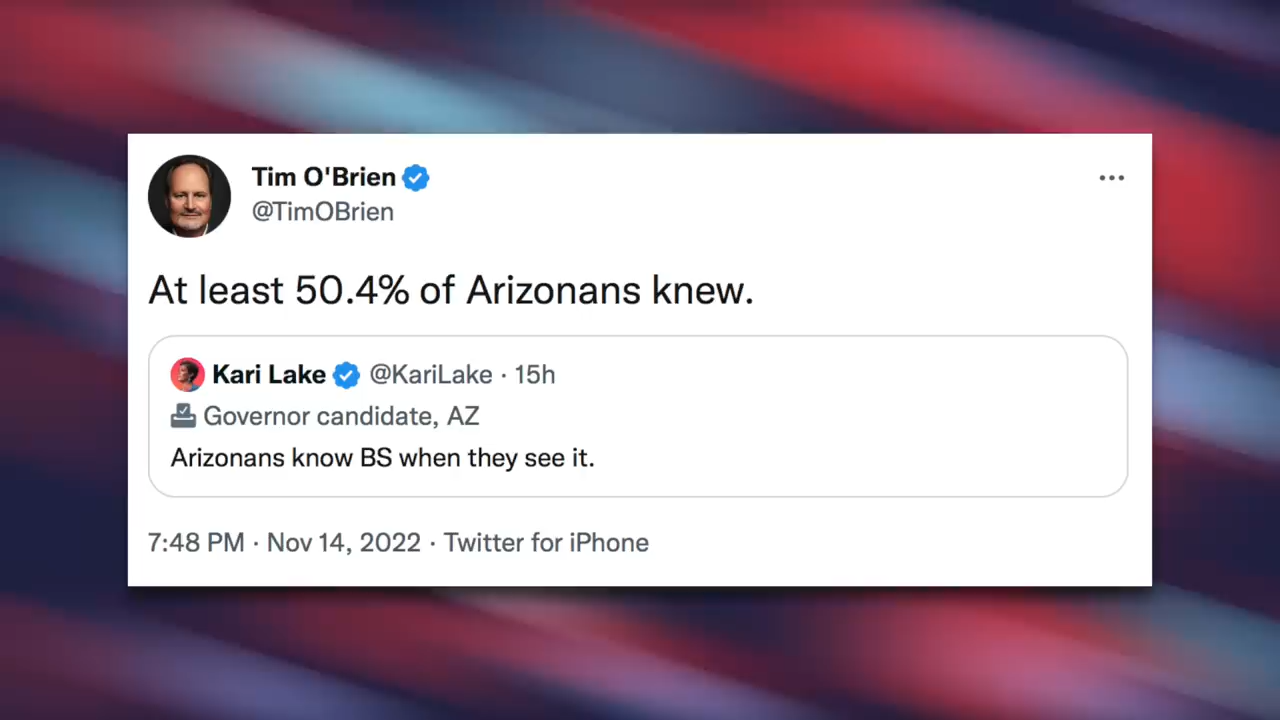 Tim O'Brien
@TimOBrien
At least 50.4% of Arizonans knew.
Kari Lake @KariLake · 15h
Governor candidate, AZ
Arizonans know BS when they see it.
7:48 PM · Nov 14, 2022 · Twitter for iPhone